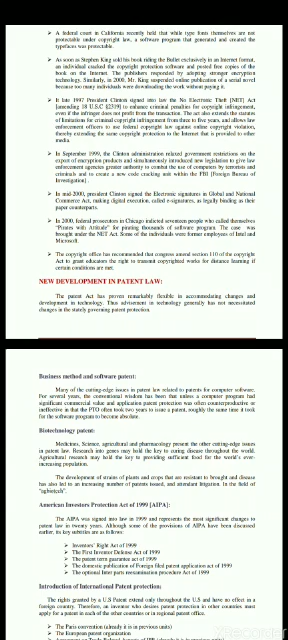 ➢ A federal court in California recently held that while type fonts themselves are not
protectable under copyright law, a software program that generated and created the
typefaces was protectable.
➢ As soon as Stephen King sold his book riding the Bullet exclusively in an Internet format,
an individual cracked the copyright protection software and posted free copies of the
book on the Internet. The publishers responded by adopting stronger encryption
technology. Similarly, in 2000, Mr. King suspended online publication of a serial novel
because too many individuals were downloading the work without paying it.
➢ It late 1997 President Clinton signed into law the No Electronic Theft [NET] Act
[amending 18 U.S.C §2319] to enhance criminal penalties for copyright infringement,
even if the infringer does not profit from the transaction. The act also extends the statues
of limitations for criminal copyright infringement from three to five years, and allows law
enforcement officers to use federal copyright law against online copyright violation,
thereby extending the same copyright protection to the Internet that is provided to other
media.
➢ In September 1999, the Clinton administration relaxed government restrictions on the
export of encryption products and simultaneously introduced new legislation to give law
enforcement agencies greater authority to combat the use of computers by terrorists and
criminals and to create a new code cracking unit within the FBI [Foreign Bureau of
Investigation].
➢ In mid-2000, president Clinton signed the Electronic signatures in Global and National
Commerce Act, making digital execution, called e-signatures, as legally binding as their
paper counterparts.
➢ In 2000, federal prosecutors in Chicago indicted seventeen people who called themselves
"Pirates with Attitude" for pirating thousands of software program. The case was
brought under the NET Act. Some of the individuals were former employees of Intel and
Microsoft.
➢ The copyright office has recommended that congress amend section 110 of the copyright
Act to grant educators the right to transmit copyrighted works for distance learning if
certain conditions are met.
NEW DEVELOPMENT IN PATENT LAW:
The patent Act has proven remarkably flexible in accommodating changes and
development in technology. Thus advisement in technology generally has not necessitated
changes in the stately governing patent protection.
Business method and software patent:
Many of the cutting-edge issues in patent law related to patents for computer software.
For several years, the conventional wisdom has been that unless a computer program had
significant commercial value and application patent protection was often counterproductive or
ineffective in that the PTO often took two years to issue a patent, roughly the same time it took
for the software program to become absolute.
Biotechnology patent:
Medicines, Science, agricultural and pharmacology present the other cutting-edge issues
in patent law. Research into genes may hold the key to curing disease throughout the world.
Agricultural research may hold the key to providing sufficient food for the world's ever-
increasing population.
The development of strains of plants and crops that are resistant to drought and disease
has also led to an increasing number of patents issued, and attendant litigation. In the field of
"agbiotech".
American Inventors Protection Act of 1999 [AIPA]:
The AIPA was signed into law in 1999 and represents the most significant changes to
patent law in twenty years. Although some of the provisions of AIPA have been discussed
earlier, its key subtitles are as follows:
➢ Inventors' Right Act of 1999
➢ The First Inventor Defense Act of 1999
➢ The patent term guarantee act of 1999
➢ The domestic publication of Foreign filed patent application act of 1999
➢ The optional Inter parts reexamination procedure Act of 1999
Introduction of International Patent protection:
The rights granted by a U.S Patent extend only throughout the U.S and have no effect in a
foreign country. Therefore, an inventor who desires patent protection in other countries must
apply for a patent in each of the other countries or in regional patent office.
➢ The Paris convention (already it is in previous units)
➢ The European patent organization